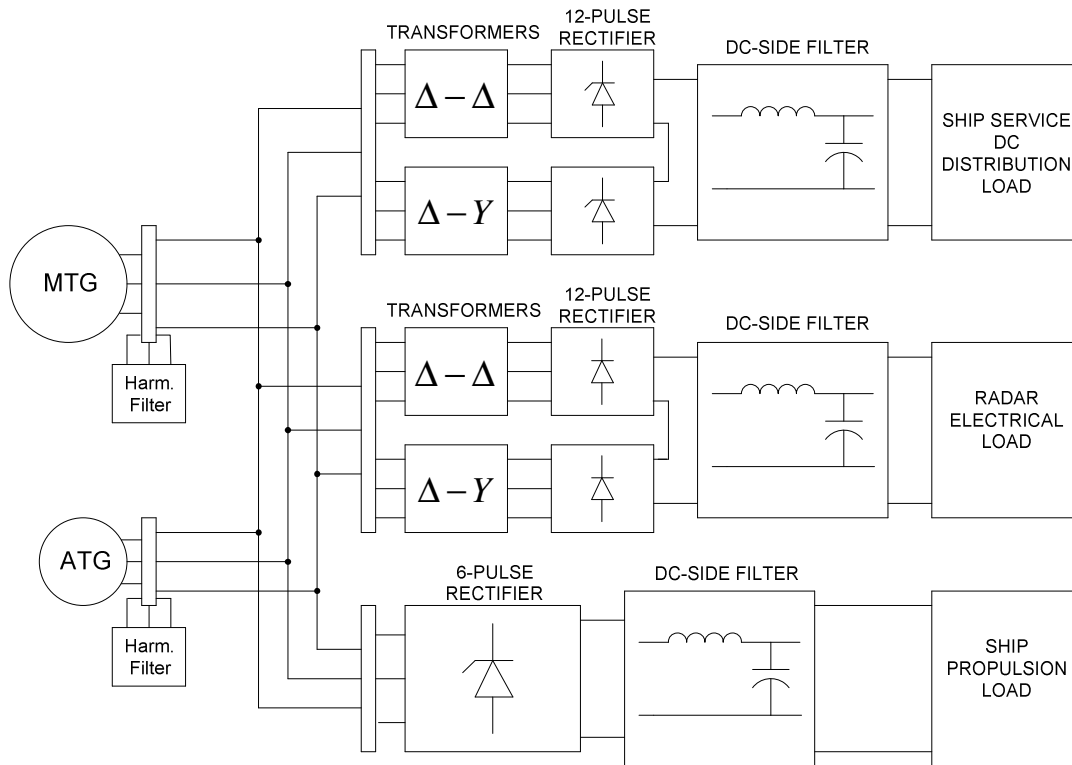 TRANSFORMERS
12-PULSE
RECTIFIER
DC-SIDE FILTER
Δ − Δ
Δ − Y
SHIP SERVICE
DC
DISTRIBUTION
LOAD
MTG
Harm.
Filter
TRANSFORMERS
12-PULSE
RECTIFIER
DC-SIDE FILTER
Δ − Δ
Δ − Y
RADAR
ELECTRICAL
LOAD
ATG
Harm.
Filter
6-PULSE
RECTIFIER
DC-SIDE FILTER
SHIP
PROPULSION
LOAD